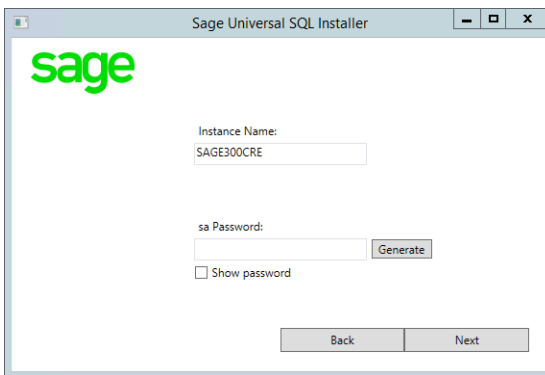 Sage Universal SQL Installer
sage
Instance Name:
SAGE300CRE
sa Password:
Generate
Show password
Back
Next